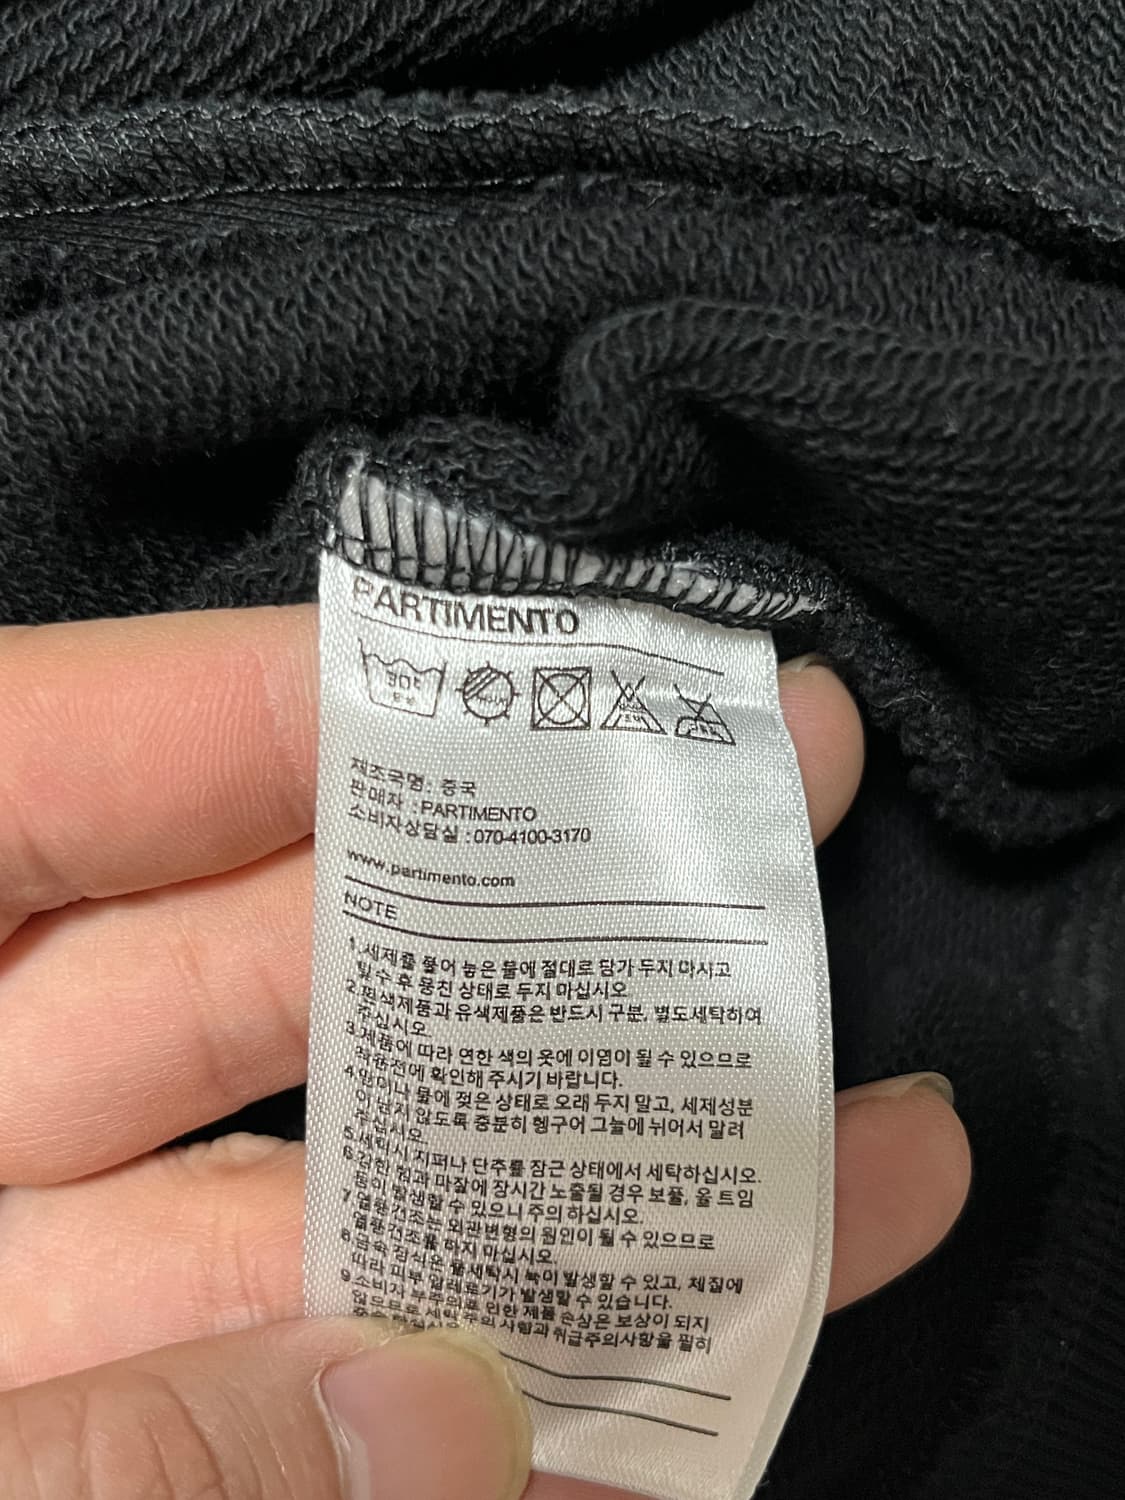 PARTIMENTO
제조국명: 중국
판매자 : PARTIMENTO
소비자상담실 : 070-4100-3170
www.partimento.com
NOTE
1.세제를 풀어 놓은 물에 절대로 담가 두지 마시고
탈수 후 뭉친 상태로 두지 마십시오.
2.흰색제품과 유색제품은 반드시 구분, 별도세탁하여
주십시오.
3.제품에 따라 연한 색의 옷에 이염이 될 수 있으므로
착용전에 확인해 주시기 바랍니다.
4.땀이나 물에 젖은 상태로 오래 두지 말고, 세제성분
이 남지 않도록 충분히 헹구어 그늘에 뉘어서 말려
주십시오.
5.세탁시 지퍼나 단추를 잠근 상태에서 세탁하십시오.
6.강한 힘과 마찰에 장시간 노출될 경우 보풀, 올 트임
등이 발생할 수 있으니 주의 하십시오.
7.열풍건조는 외관변형의 원인이 될 수 있으므로
열풍건조를 하지 마십시오.
8.금속 장식은 물세탁시 녹이 발생할 수 있고, 체질에
따라 피부 알레르기가 발생할 수 있습니다.
9.소비자 부주의로 인한 제품 손상은 보상이 되지
않으므로 세탁주의사항과 취급주의사항을 필히